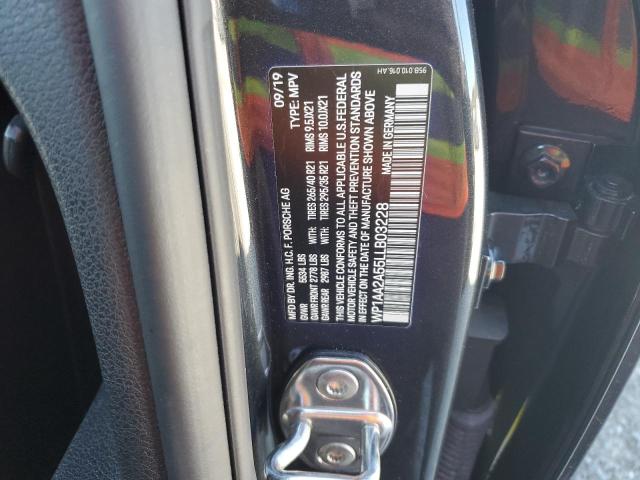 MFD BY DR. ING. H.C. F. PORSCHE AG 09/19
GVWR 5534 LBS TYPE: MPV
GAWR FRONT 2778 LBS WITH: TIRES 265/40 R21 RIMS 9.5JX21
GAWR REAR 2987 LBS WITH: TIRES 295/35 R21 RIMS 10.0JX21
THIS VEHICLE CONFORMS TO ALL APPLICABLE U.S. FEDERAL
MOTOR VEHICLE SAFETY AND THEFT PREVENTION STANDARDS
IN EFFECT ON THE DATE OF MANUFACTURE SHOWN ABOVE
WP1AA2A55LLB03228 MADE IN GERMANY
95B.010.016.AH